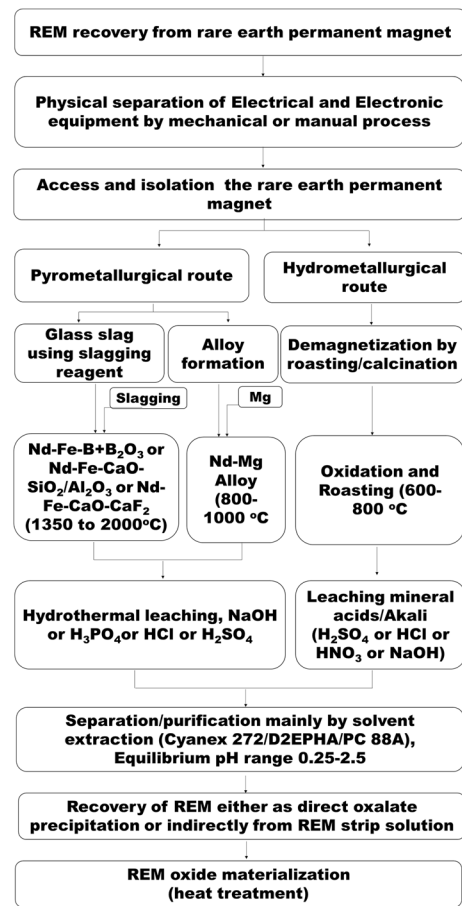 REM recovery from rare earth permanent magnet
Physical separation of Electrical and Electronic
equipment by mechanical or manual process
Access and isolation the rare earth permanent
magnet
Pyrometallurgical route
Hydrometallurgical
route
Glass slag
using slagging
reagent
Alloy
formation
Demagnetization by
roasting/calcination
Slagging
Mg
Nd-Fe-B+B₂O₃ or
Nd-Fe-CaO-
SiO₂/Al₂O₃ or Nd-
Fe-CaO-CaF₂
(1350 to 2000ºC)
Nd-Mg
Alloy
(800-
1000 ºC
Oxidation and
Roasting (600-
800 ºC
Hydrothermal leaching, NaOH
or H₃PO₄or HCl or H₂SO₄
Leaching mineral
acids/Akali
(H₂SO₄ or HCl or
HNO₃ or NaOH)
Separation/purification mainly by solvent
extraction (Cyanex 272/D2EPHA/PC 88A),
Equilibrium pH range 0.25-2.5
Recovery of REM either as direct oxalate
precipitation or indirectly from REM strip solution
REM oxide materialization
(heat treatment)